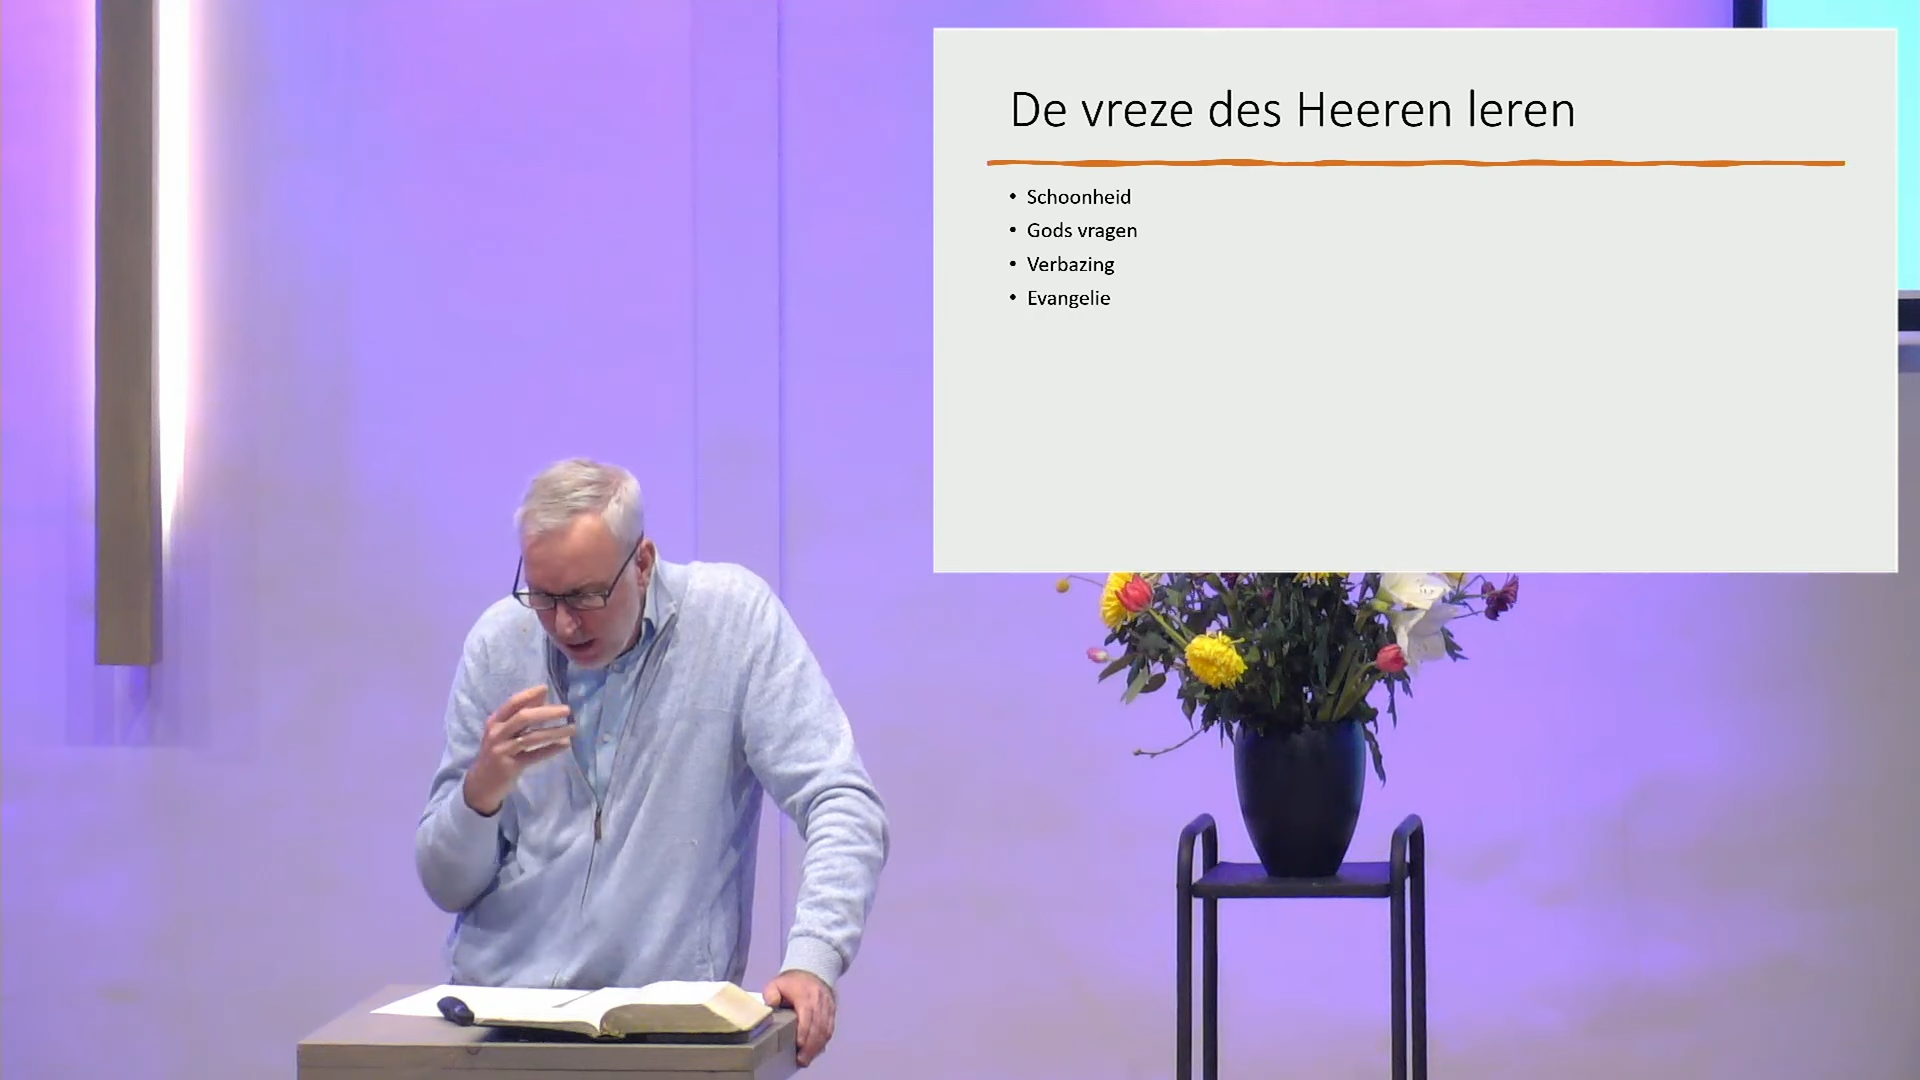 De vreze des Heeren leren
• Schoonheid
• Gods vragen
• Verbazing
• Evangelie